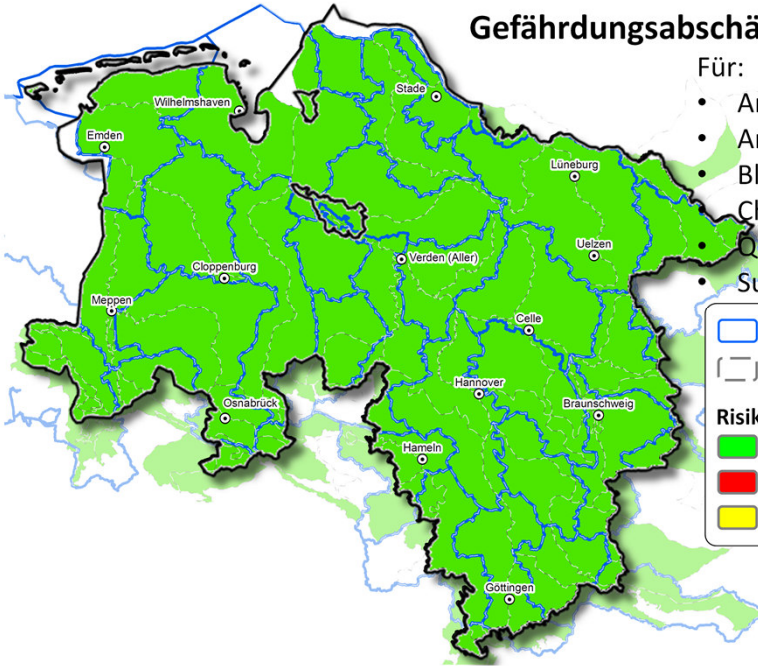 Gefährdungsabschä
Für:
• Ar
• Ar
• Bl
• Ch
• Q
• Su
Stade
Wilhelmshaven
Emden
Lüneburg
Uelzen
Verden (Aller)
Cloppenburg
Meppen
Celle
Hannover
Osnabrück
Braunschweig
Risik
Hameln
Göttingen